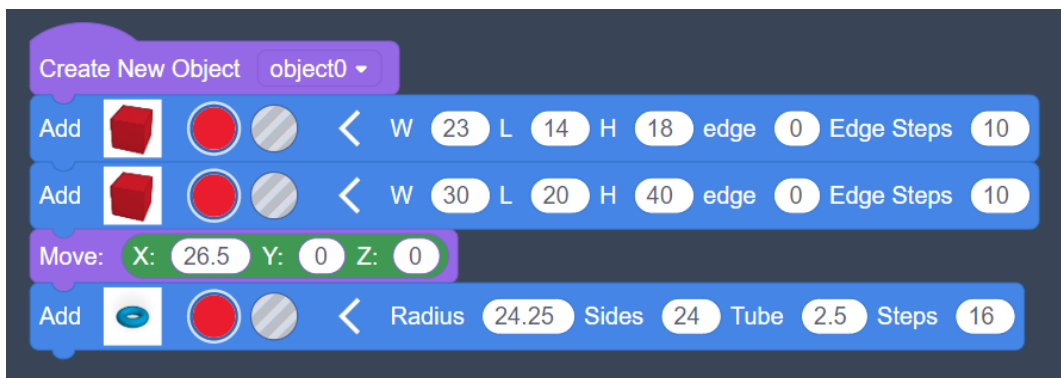 Create New Object object0
Add W 23 L 14 H 18 edge 0 Edge Steps 10
Add W 30 L 20 H 40 edge 0 Edge Steps 10
Move: X: 26.5 Y: 0 Z: 0
Add Radius 24.25 Sides 24 Tube 2.5 Steps 16